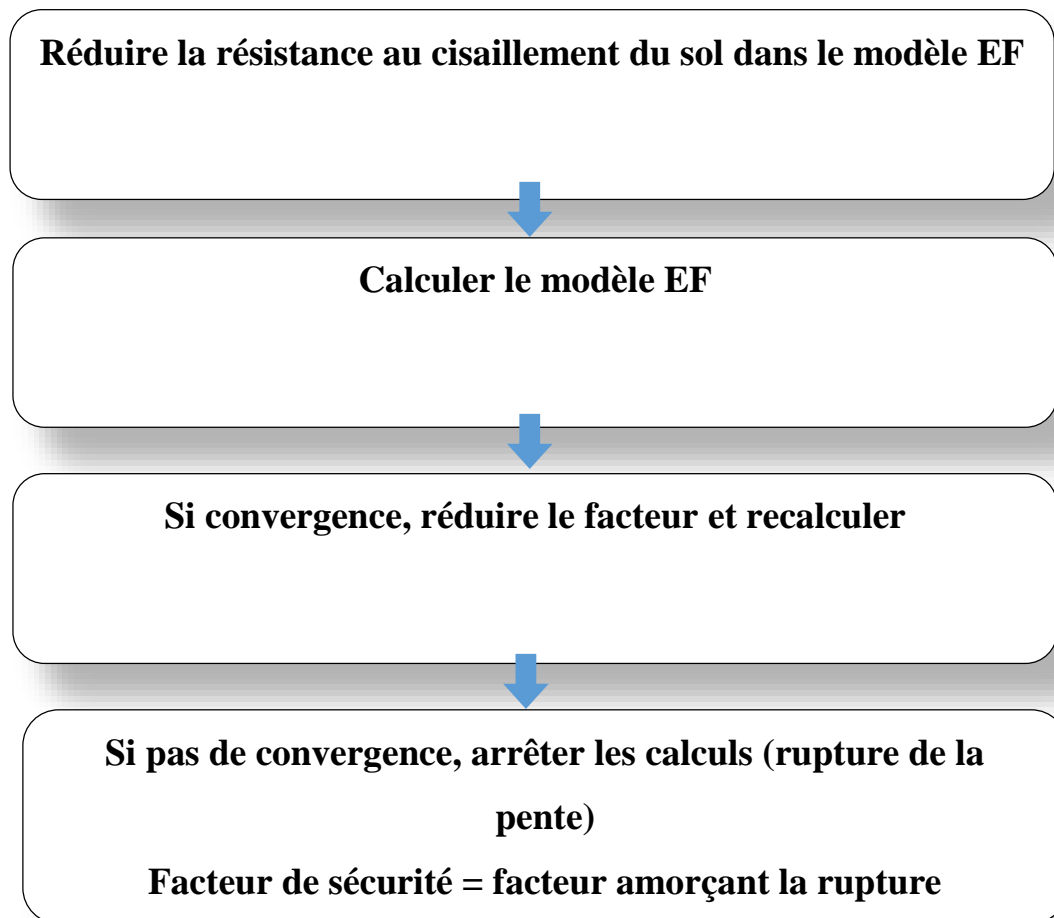 Réduire la résistance au cisaillement du sol dans le modèle EF
Calculer le modèle EF
Si convergence, réduire le facteur et recalculer
Si pas de convergence, arrêter les calculs (rupture de la
pente)
Facteur de sécurité = facteur amorçant la rupture